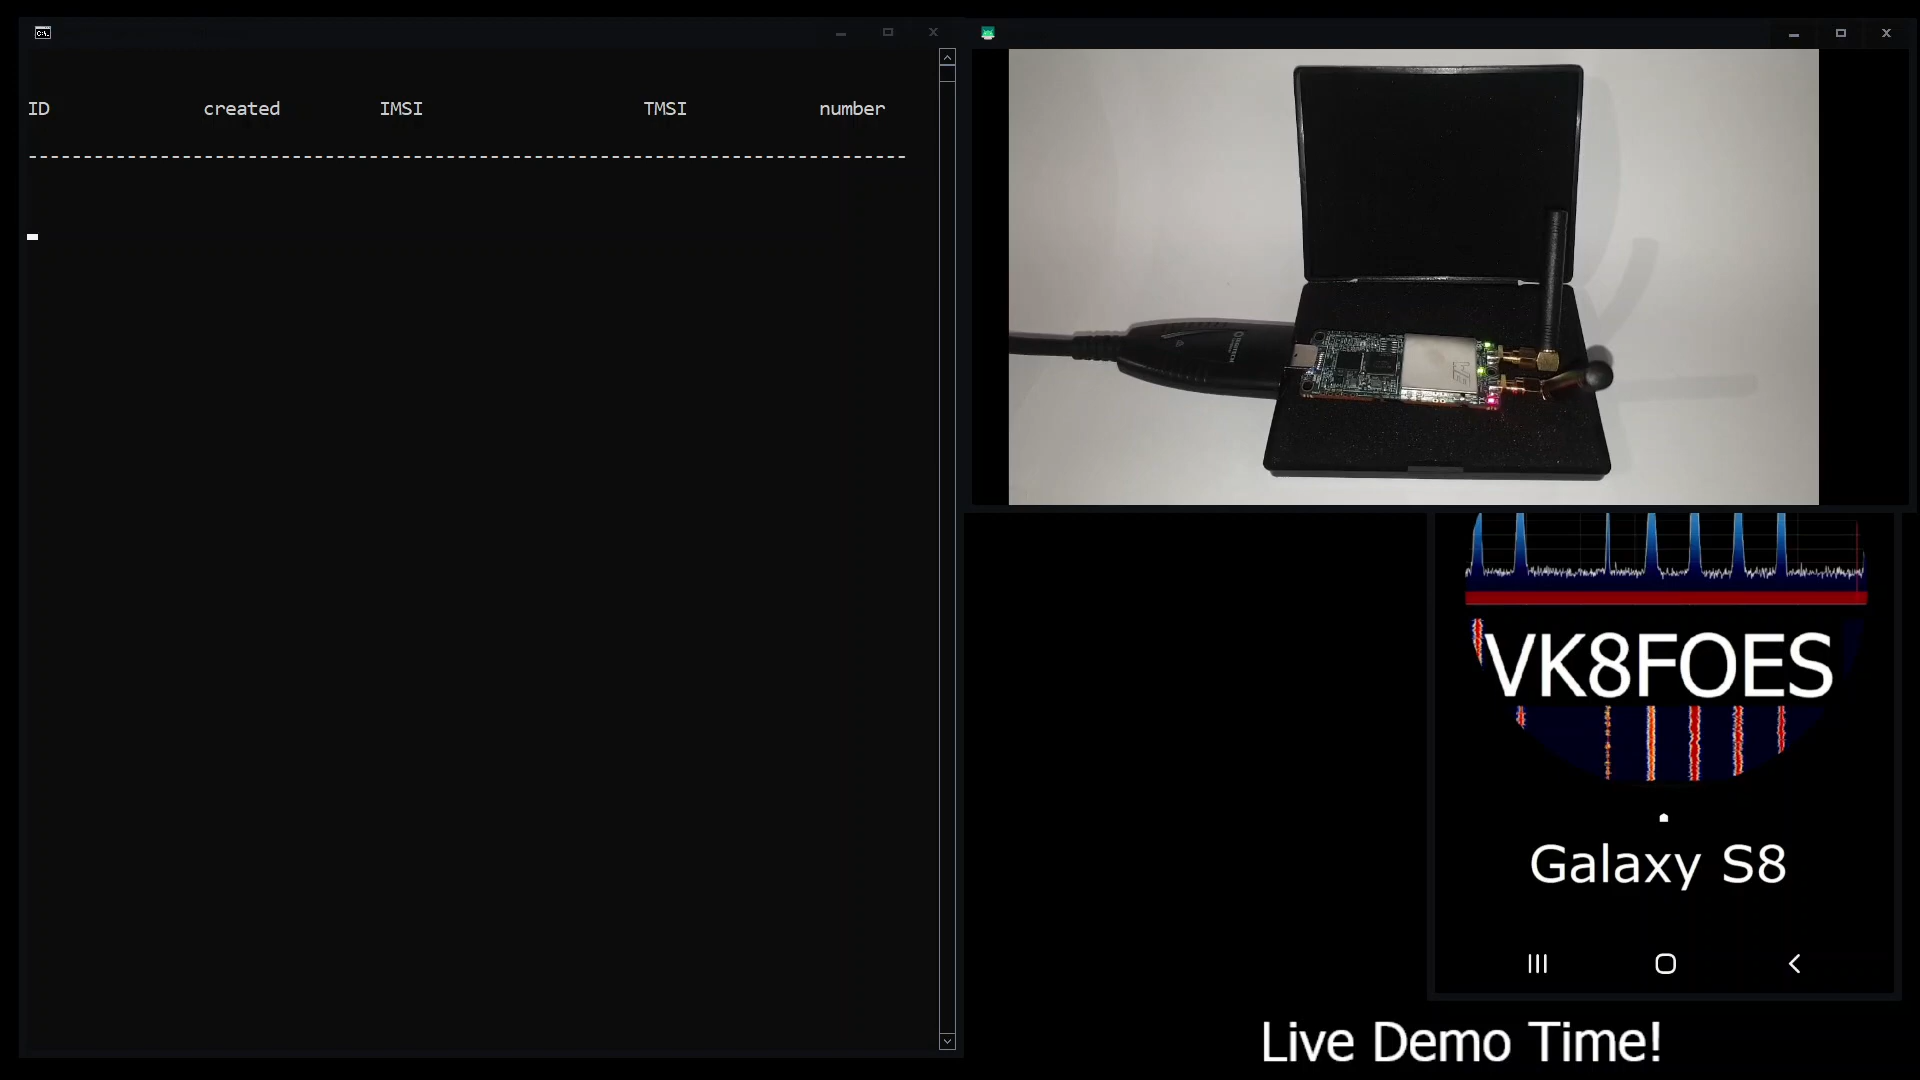 ID created IMSI TMSI number
--------------------------------------------------------------------------------
VK8FOES
Galaxy S8
Live Demo Time!